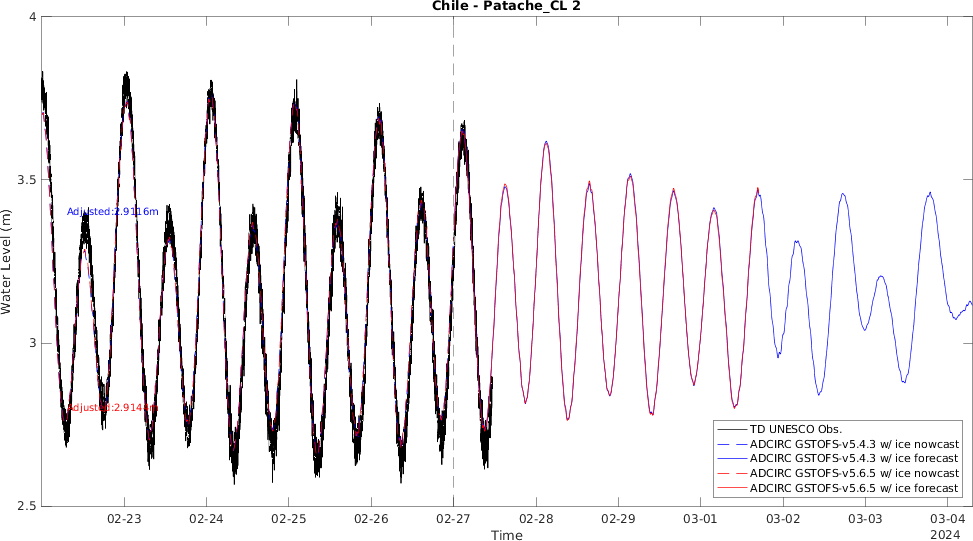 Chile - Patache_CL 2
4
3.5
3
2.5
Water Level (m)
Adjusted:2.9116m
Adjusted:2.9148m
TD UNESCO Obs.
ADCIRC GSTOFS-v5.4.3 w/ ice nowcast
ADCIRC GSTOFS-v5.4.3 w/ ice forecast
ADCIRC GSTOFS-v5.6.5 w/ ice nowcast
ADCIRC GSTOFS-v5.6.5 w/ ice forecast
02-23 02-24 02-25 02-26 02-27 02-28 02-29 03-01 03-02 03-03 03-04
Time 2024